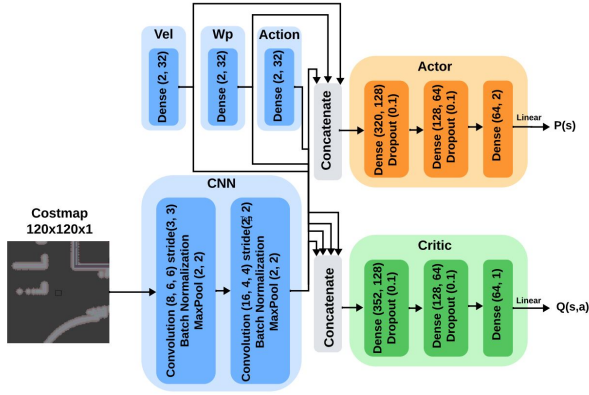 Vel
Wp
Action
Dense (2, 32)
Dense (2, 32)
Dense (2, 32)
Concatenate
Actor
Dense (320, 128)
Dropout (0.1)
Dense (128, 64)
Dropout (0.1)
Dense (64, 2)
Linear
P(s)
Costmap
120x120x1
CNN
Convolution (8, 6, 6) stride(3, 3)
Batch Normalization
MaxPool (2, 2)
Convolution (16, 4, 4) stride(2, 2)
Batch Normalization
MaxPool (2, 2)
Concatenate
Critic
Dense (352, 128)
Dropout (0.1)
Dense (128, 64)
Dropout (0.1)
Dense (64, 1)
Linear
Q(s,a)